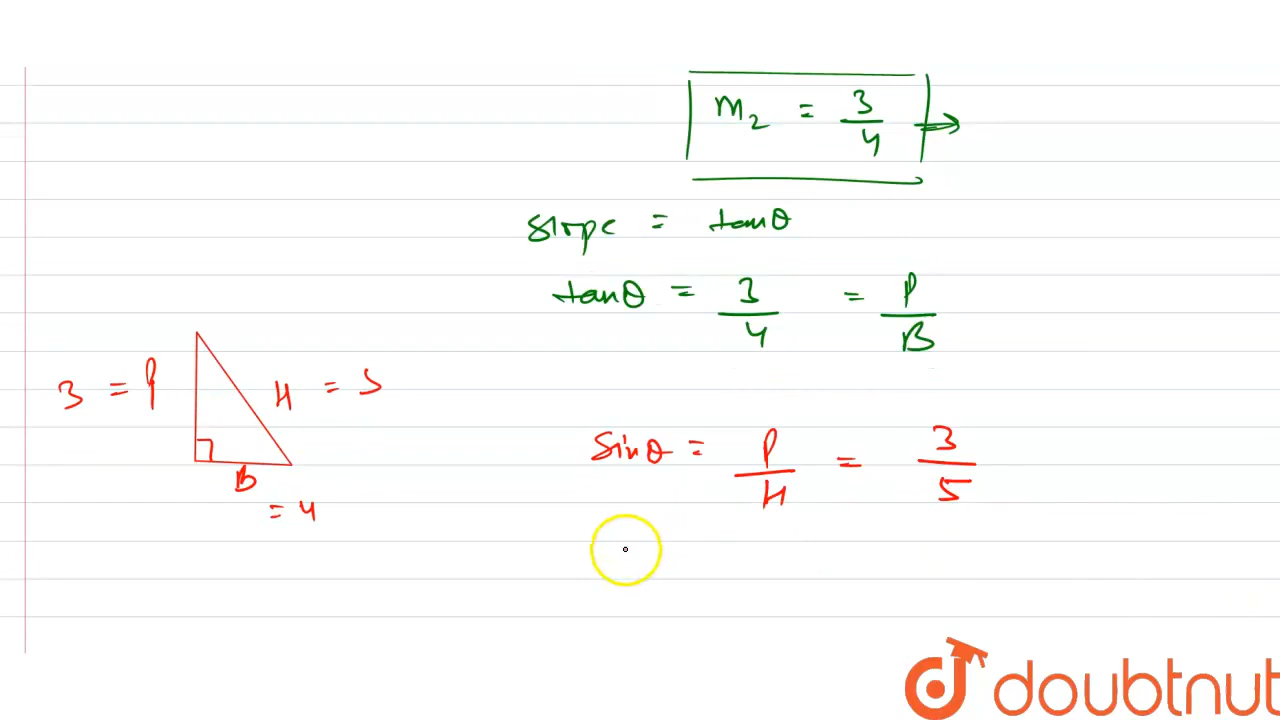 m₂ = 3/4 →
slope = tanθ
tanθ = 3/4 = P/B
3 = P
H = 5
B
= 4
sinθ = P/H = 3/5
doubtnut